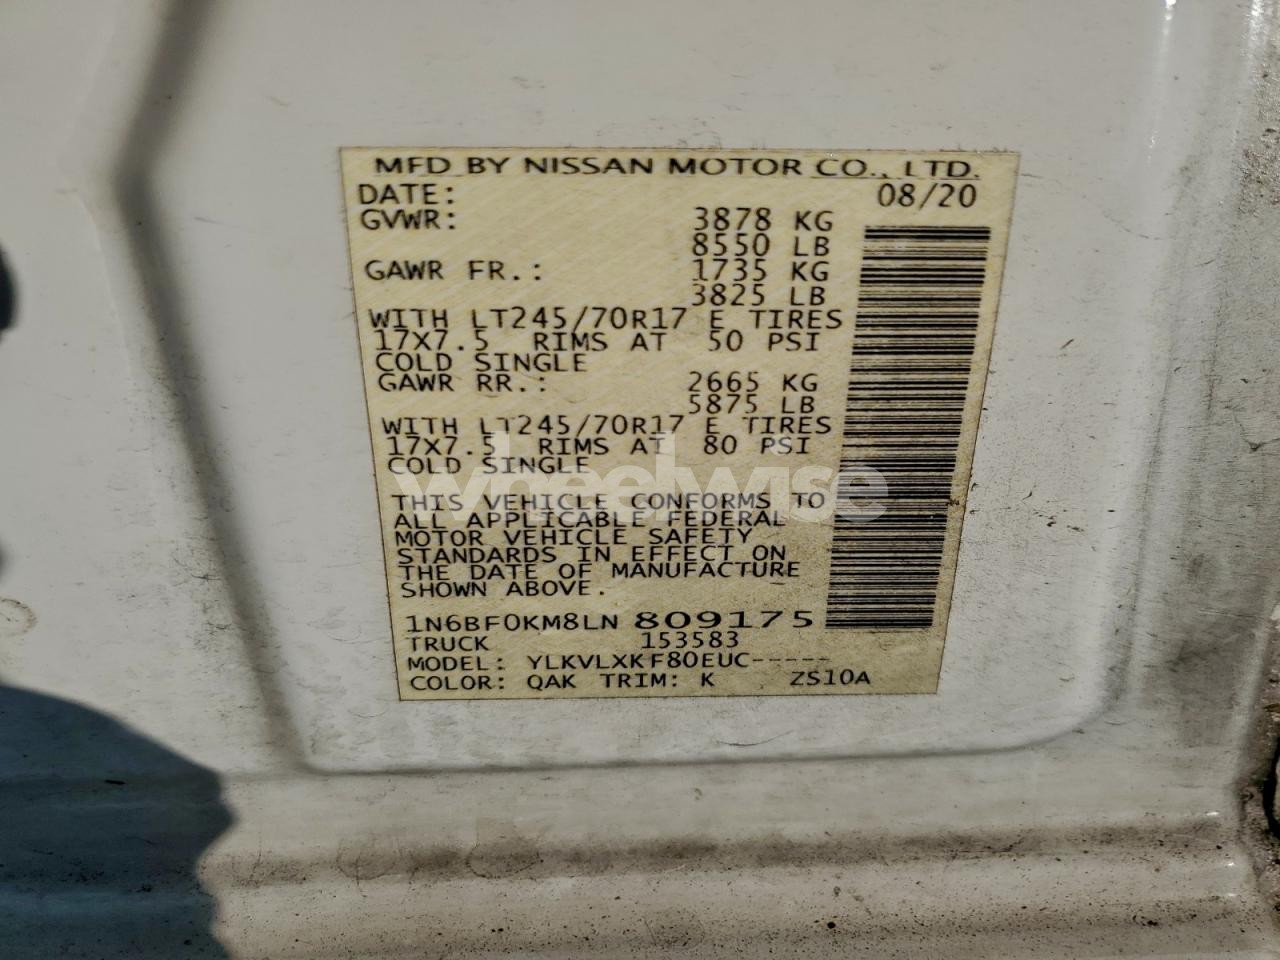 MFD BY NISSAN MOTOR CO., LTD.
DATE: 08/20
GVWR: 3878 KG
8550 LB
GAWR FR.: 1735 KG
3825 LB
WITH LT245/70R17 E TIRES
17X7.5 RIMS AT 50 PSI
COLD SINGLE
GAWR RR.: 2665 KG
5875 LB
WITH LT245/70R17 E TIRES
17X7.5 RIMS AT 80 PSI
COLD SINGLE
wheelwise
THIS VEHICLE CONFORMS TO
ALL APPLICABLE FEDERAL
MOTOR VEHICLE SAFETY
STANDARDS IN EFFECT ON
THE DATE OF MANUFACTURE
SHOWN ABOVE.
1N6BF0KM8LN 809175
TRUCK 153583
MODEL: YLKVLXKF80EUC-----
COLOR: QAK TRIM: K ZS10A